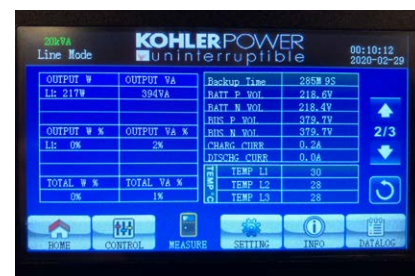 20kVA
Line Mode
KOHLERPOWER
uninterruptible
00:10:12
2020-02-29
OUTPUT W OUTPUT VA
L1: 217W 394VA
OUTPUT W % OUTPUT VA %
L1: 0% 2%
TOTAL W % TOTAL VA %
0% 1%
Backup Time 285M 9S
BATT P VOL 218.6V
BATT N VOL 218.4V
BUS P VOL 379.7V
BUS N VOL 379.7V
CHARG CURR 0.2A
DISCHG CURR 0.0A
TEMP °C
TEMP L1 30
TEMP L2 28
TEMP L3 28
2/3
HOME CONTROL MEASURE SETTING INFO DATALOG